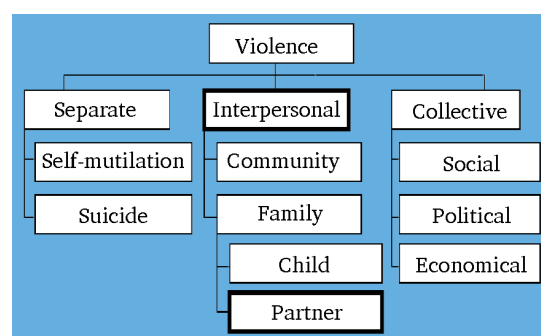 Violence
Separate
Interpersonal
Collective
Self-mutilation
Community
Social
Suicide
Family
Political
Child
Economical
Partner